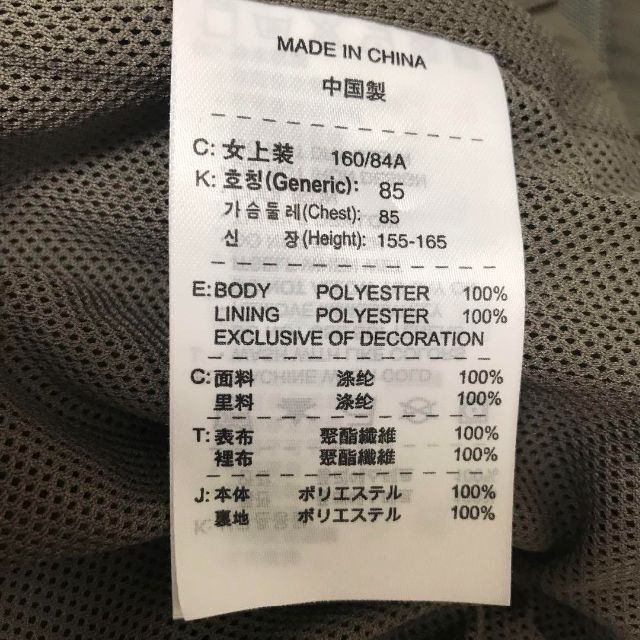 MADE IN CHINA
中国製
C: 女上装 160/84A
K: 호칭(Generic): 85
가슴둘레(Chest): 85
신 장(Height): 155-165
E: BODY POLYESTER 100%
LINING POLYESTER 100%
EXCLUSIVE OF DECORATION
C: 面料 涤纶 100%
里料 涤纶 100%
T: 表布 聚酯纖維 100%
裡布 聚酯纖維 100%
J: 本体 ポリエステル 100%
裏地 ポリエステル 100%